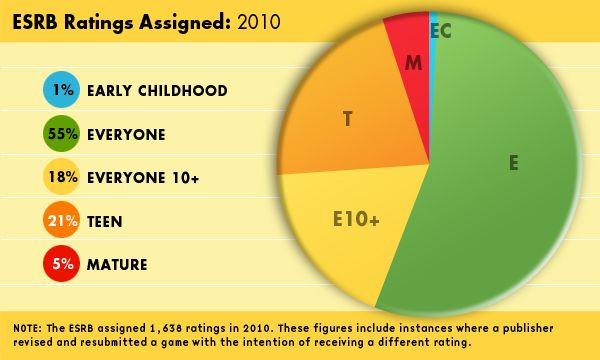 ESRB Ratings Assigned: 2010
1% EARLY CHILDHOOD
55% EVERYONE
18% EVERYONE 10+
21% TEEN
5% MATURE
EC
M
T
E
E10+
NOTE: The ESRB assigned 1,638 ratings in 2010. These figures include instances where a publisher
revised and resubmitted a game with the intention of receiving a different rating.